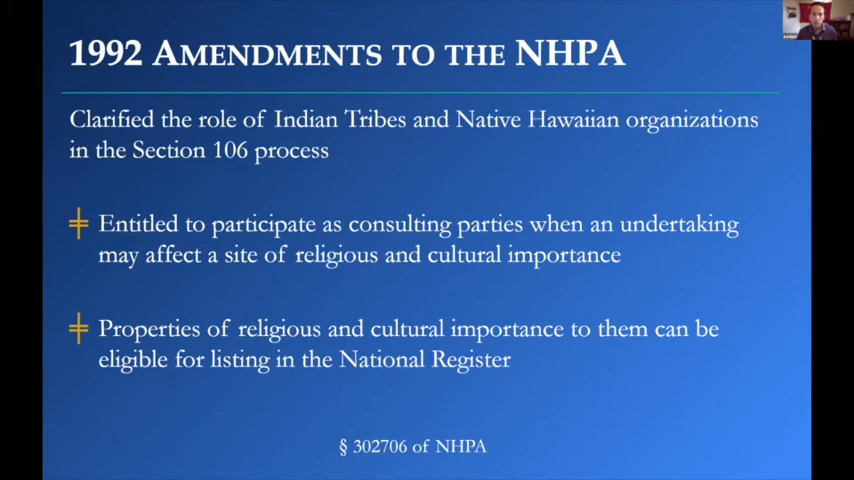 1992 AMENDMENTS TO THE NHPA
Clarified the role of Indian Tribes and Native Hawaiian organizations
in the Section 106 process
Entitled to participate as consulting parties when an undertaking
may affect a site of religious and cultural importance
Properties of religious and cultural importance to them can be
eligible for listing in the National Register
§ 302706 of NHPA